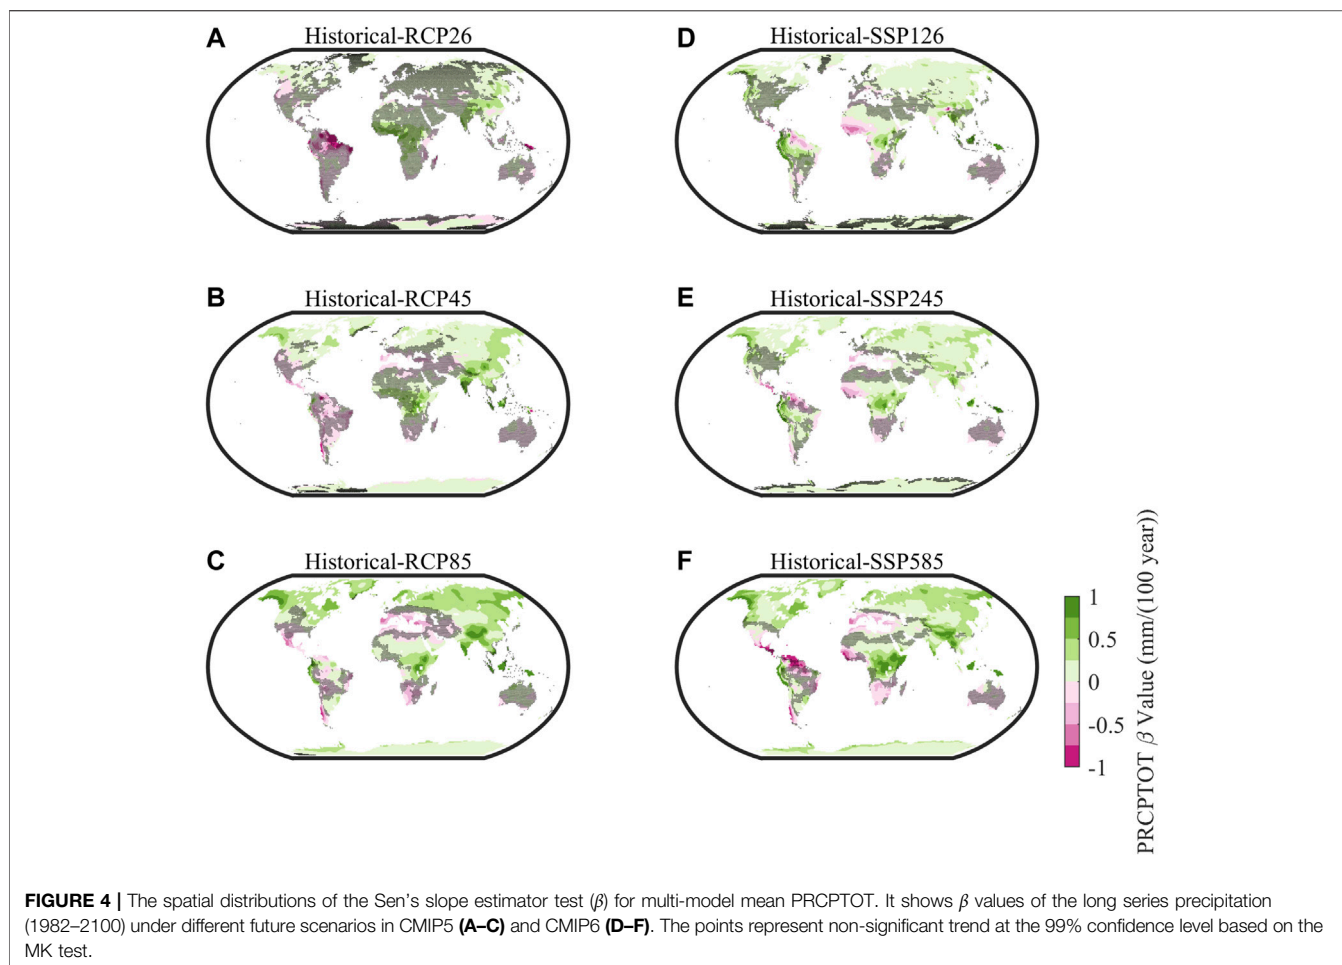 A
Historical-RCP26
D
Historical-SSP126
B
Historical-RCP45
E
Historical-SSP245
C
Historical-RCP85
F
Historical-SSP585
1
0.5
0
-0.5
-1
PRCPTOT β Value (mm/(100 year))
FIGURE 4 | The spatial distributions of the Sen's slope estimator test (β) for multi-model mean PRCPTOT. It shows β values of the long series precipitation
(1982–2100) under different future scenarios in CMIP5 (A–C) and CMIP6 (D–F). The points represent non-significant trend at the 99% confidence level based on the
MK test.